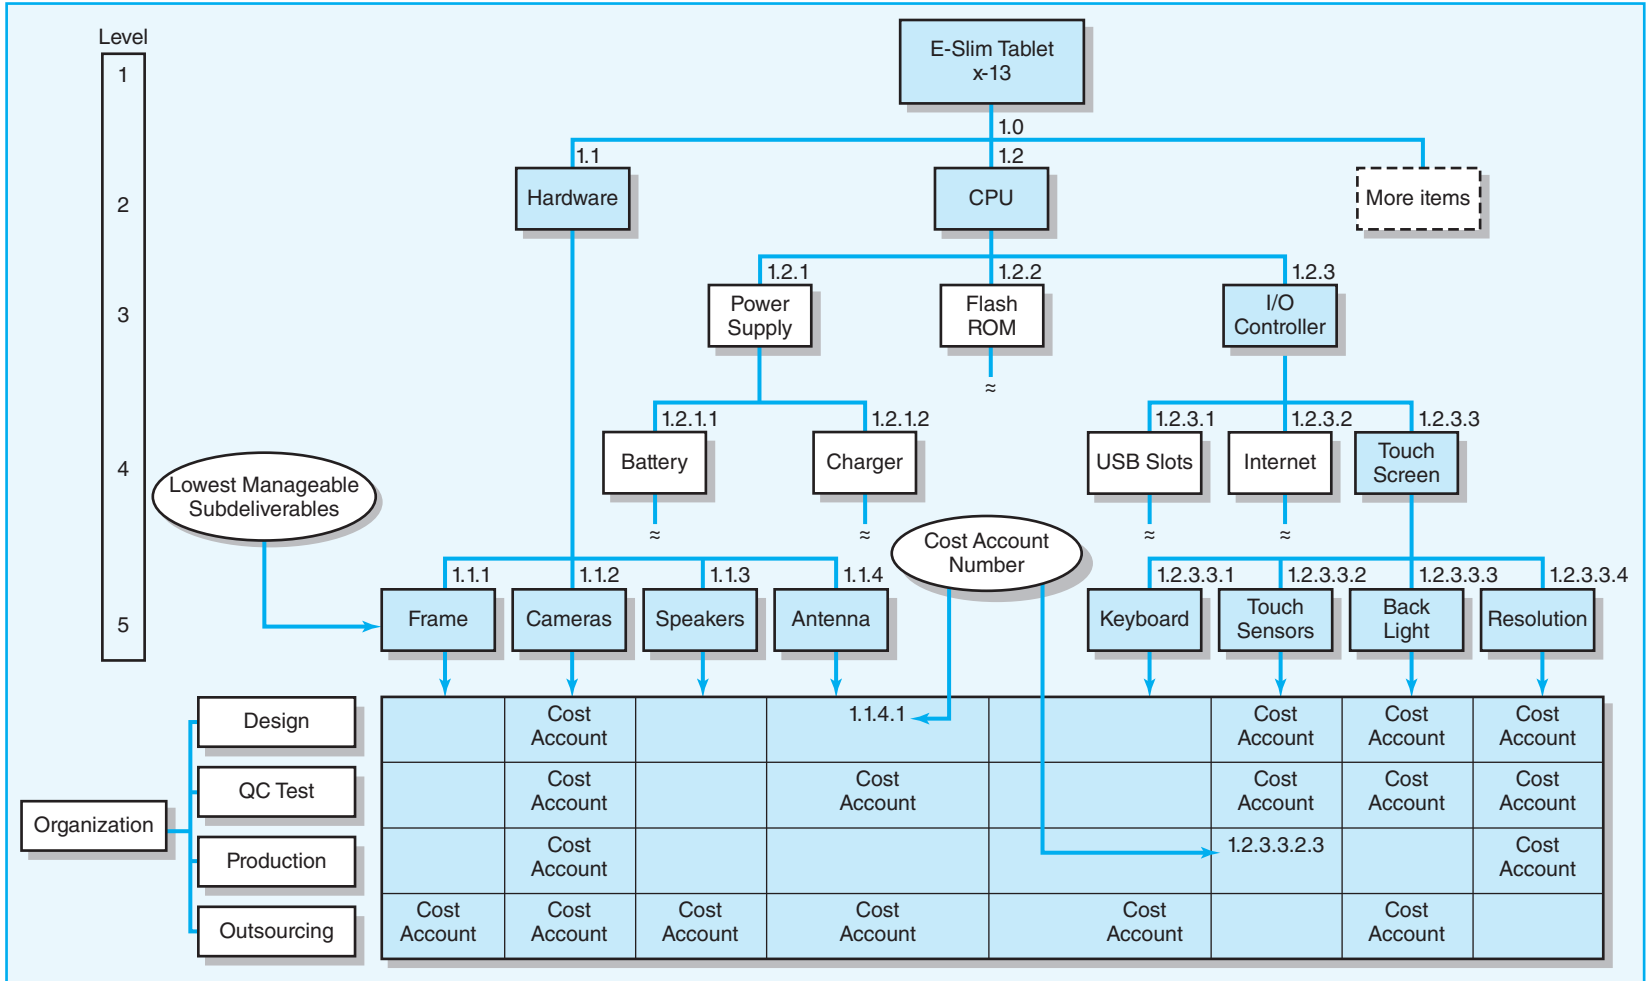 Level
1
2
3
4
5
E-Slim Tablet
x-13
1.0
1.1
1.2
Hardware
CPU
More items
1.2.1
1.2.2
1.2.3
Power
Supply
Flash
ROM
I/O
Controller
≈
1.2.1.1
1.2.1.2
1.2.3.1
1.2.3.2
1.2.3.3
Battery
Charger
USB Slots
Internet
Touch
Screen
≈
≈
≈
≈
Lowest Manageable
Subdeliverables
Cost Account
Number
1.1.1
1.1.2
1.1.3
1.1.4
1.2.3.3.1
1.2.3.3.2
1.2.3.3.3
1.2.3.3.4
Frame
Cameras
Speakers
Antenna
Keyboard
Touch
Sensors
Back
Light
Resolution
Organization
Design
Cost
Account
1.1.4.1
Cost
Account
Cost
Account
Cost
Account
QC Test
Cost
Account
Cost
Account
Cost
Account
Cost
Account
Cost
Account
Production
Cost
Account
1.2.3.3.2.3
Cost
Account
Outsourcing
Cost
Account
Cost
Account
Cost
Account
Cost
Account
Cost
Account
Cost
Account